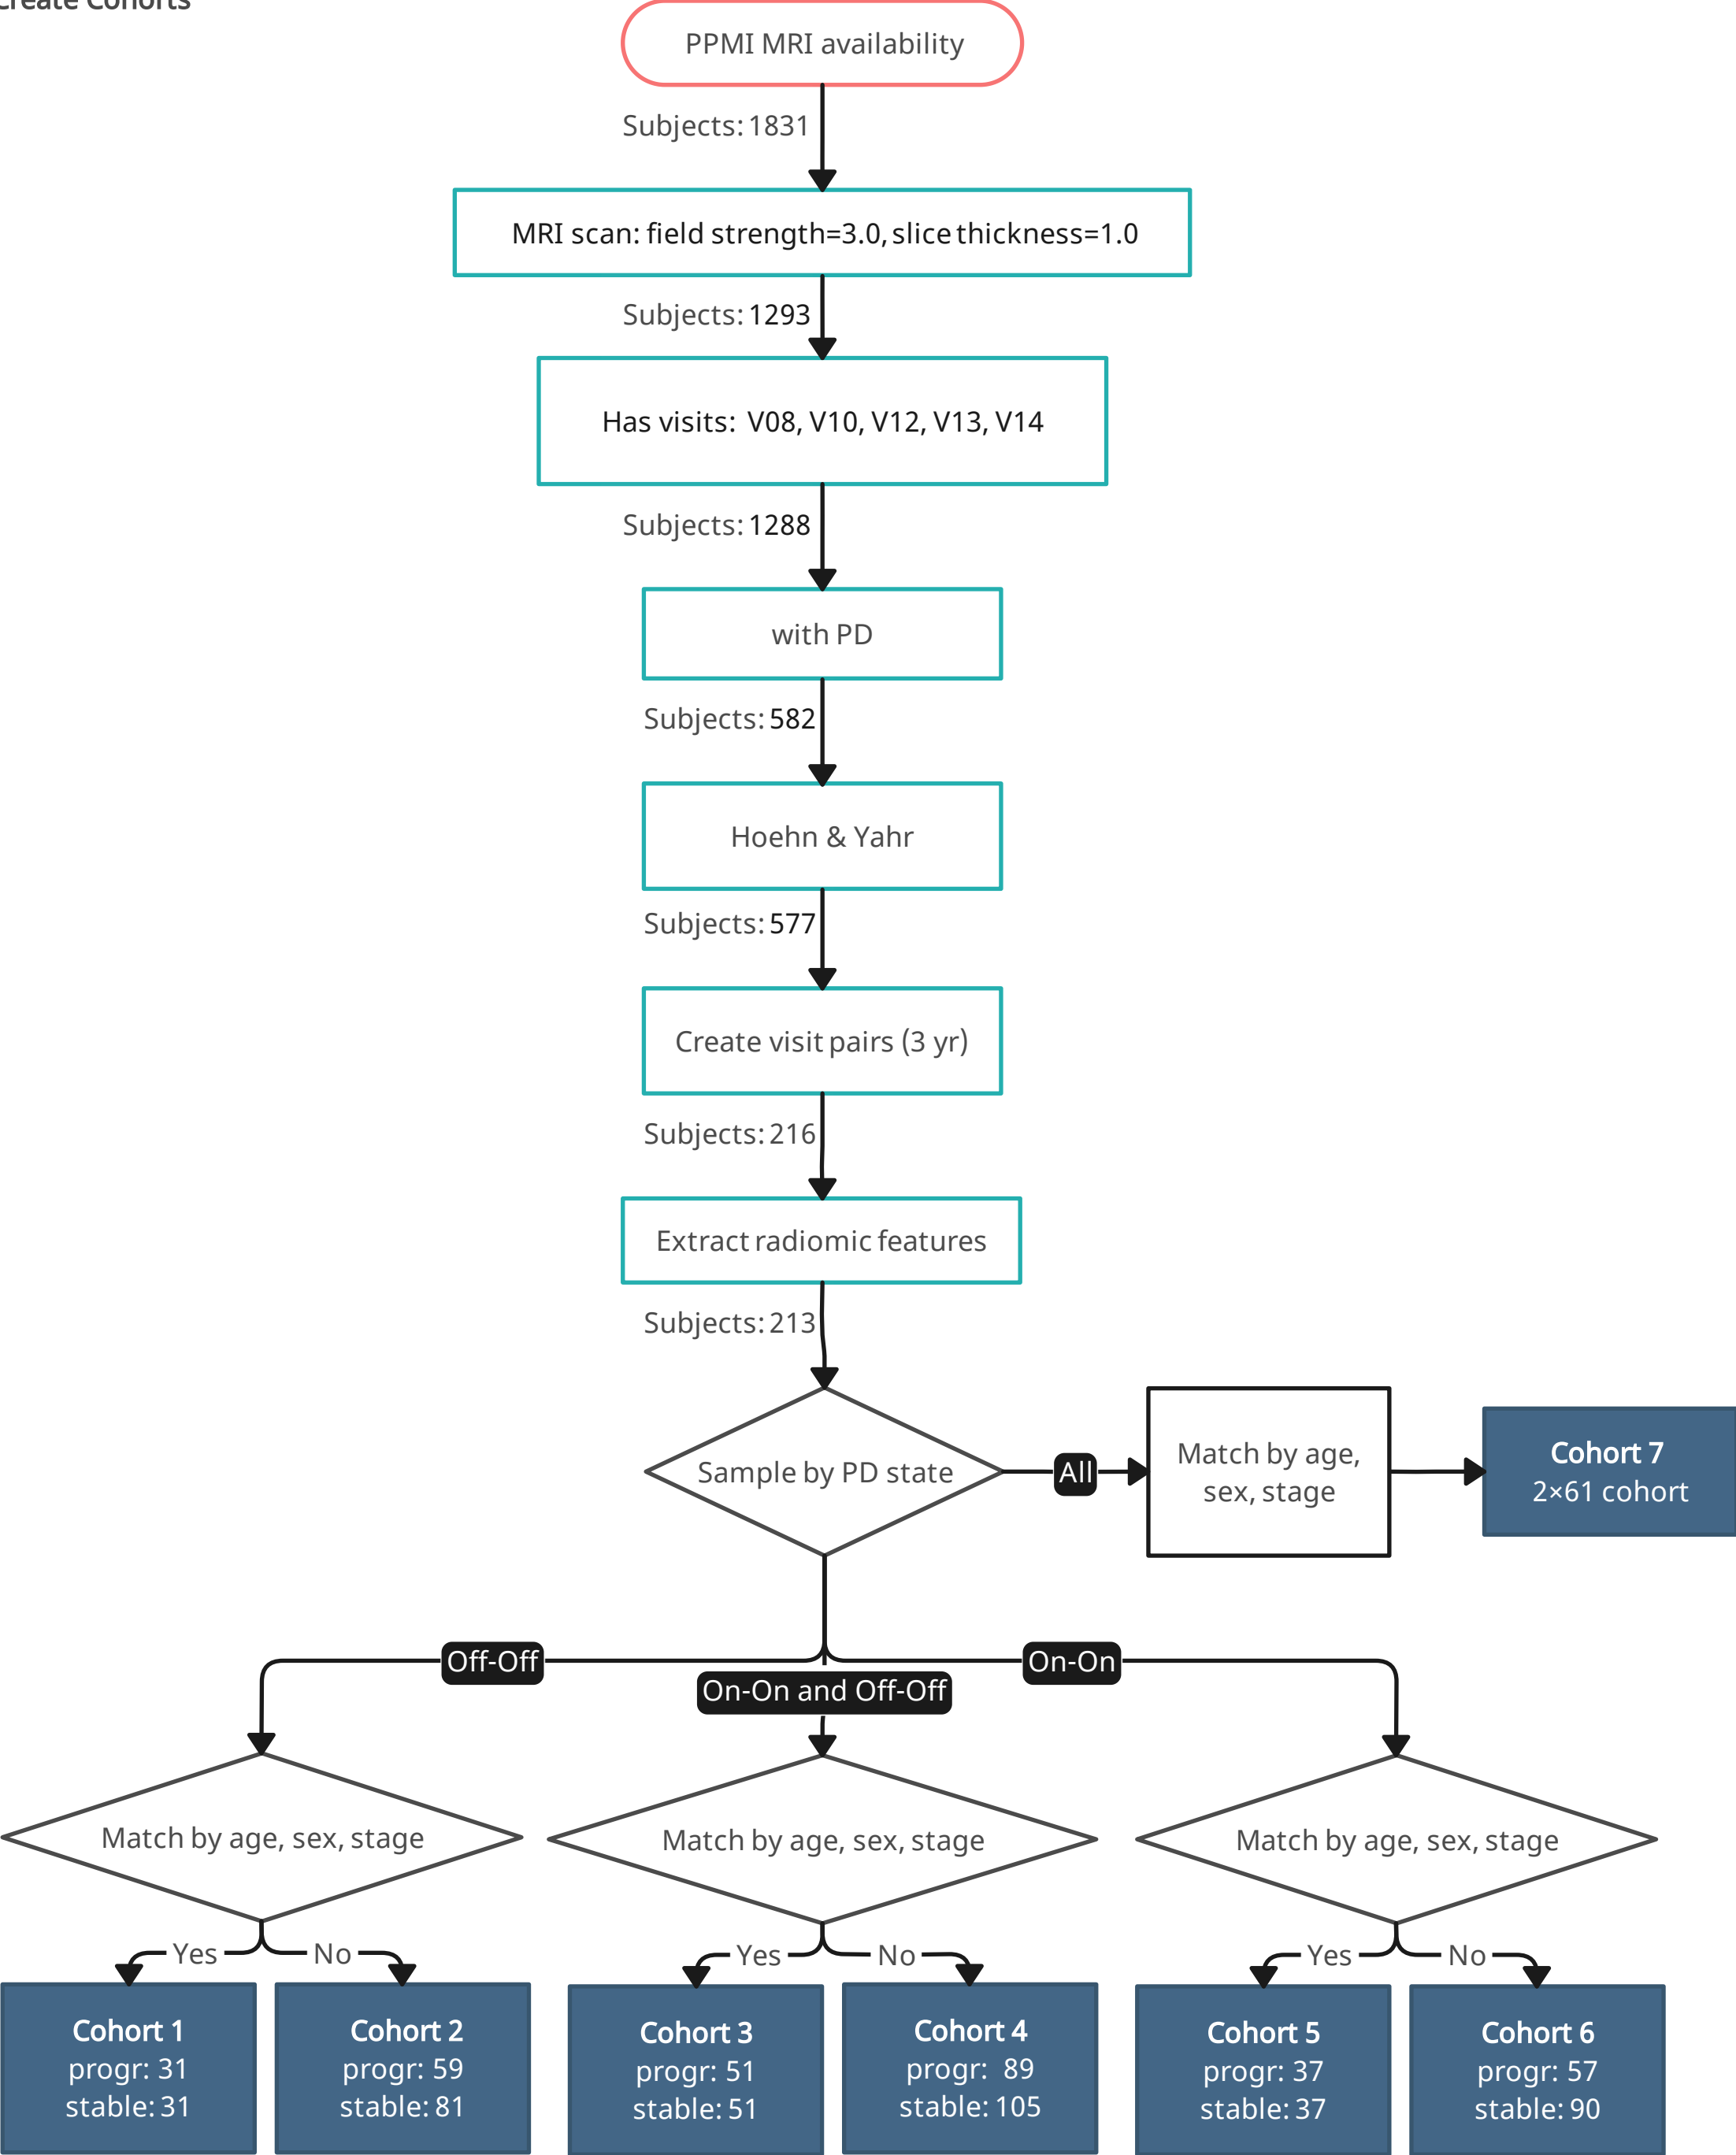 Create Cohorts
PPMI MRI availability
Subjects: 1831
MRI scan: field strength=3.0, slice thickness=1.0
Subjects: 1293
Has visits: V08, V10, V12, V13, V14
Subjects: 1288
with PD
Subjects: 582
Hoehn & Yahr
Subjects: 577
Create visit pairs (3 yr)
Subjects: 216
Extract radiomic features
Subjects: 213
Sample by PD state
All
Match by age,
sex, stage
Cohort 7
2×61 cohort
Off-Off
On-On and Off-Off
On-On
Match by age, sex, stage
Match by age, sex, stage
Match by age, sex, stage
Yes
No
Yes
No
Yes
No
Cohort 1
progr: 31
stable: 31
Cohort 2
progr: 59
stable: 81
Cohort 3
progr: 51
stable: 51
Cohort 4
progr: 89
stable: 105
Cohort 5
progr: 37
stable: 37
Cohort 6
progr: 57
stable: 90